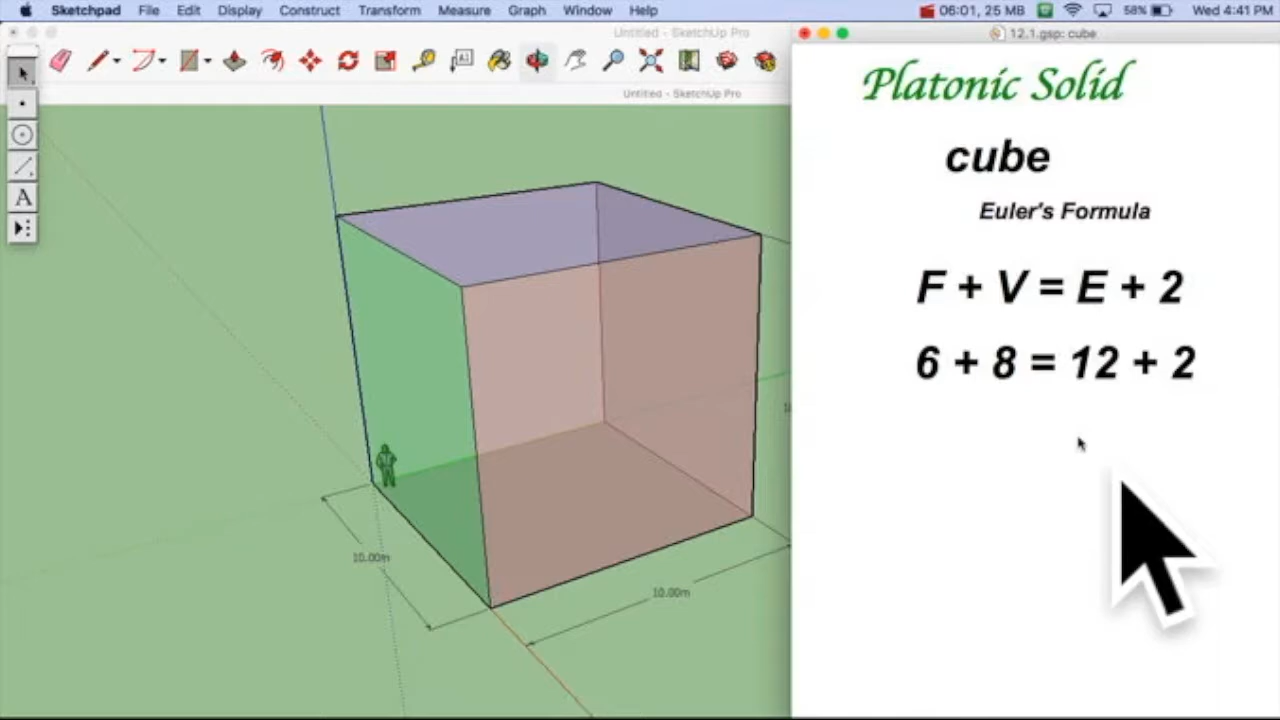 Sketchpad File Edit Display Construct Transform Measure Graph Window Help 06:01, 25 MB 58% Wed 4:41 PM
Untitled - SketchUp Pro
12.1.gsp: cube
A1
Untitled - SketchUp Pro
A
Platonic Solid
cube
Euler's Formula
F + V = E + 2
6 + 8 = 12 + 2
10.00m
10.00m